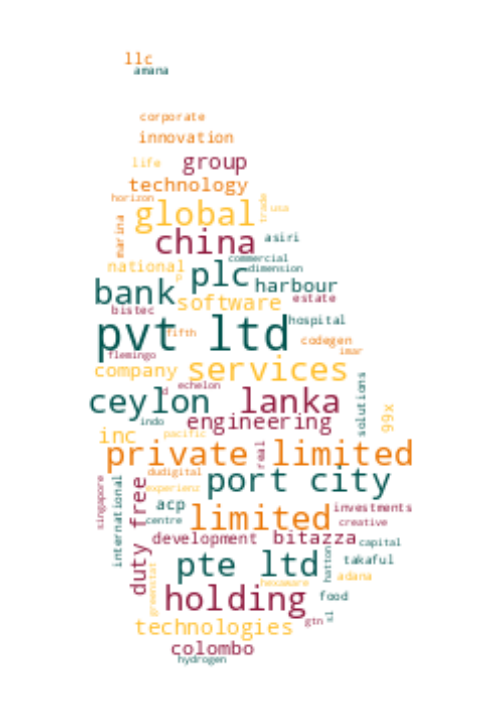 llc
amana
corporate
innovation
life
group
technology
horizon
global
trade
usa
marina
china
asiri
commercial
national
plc
dimension
p
bank
harbour
software
estate
bistec
hospital
pvt ltd
fifth
codegen
flemingo
imar
company
services
echelon
d
solutions
ceylon
lanka
99x
indo
engineering
inc
pacific
private limited
real
dudigital
port city
singapore
international
duty free
experienz
acp
limited
investments
centre
creative
development
bitazza
capital
pte ltd
hatton
takaful
adana
greenstat
hexaware
holding
food
sl
gtn
technologies
colombo
hydrogen